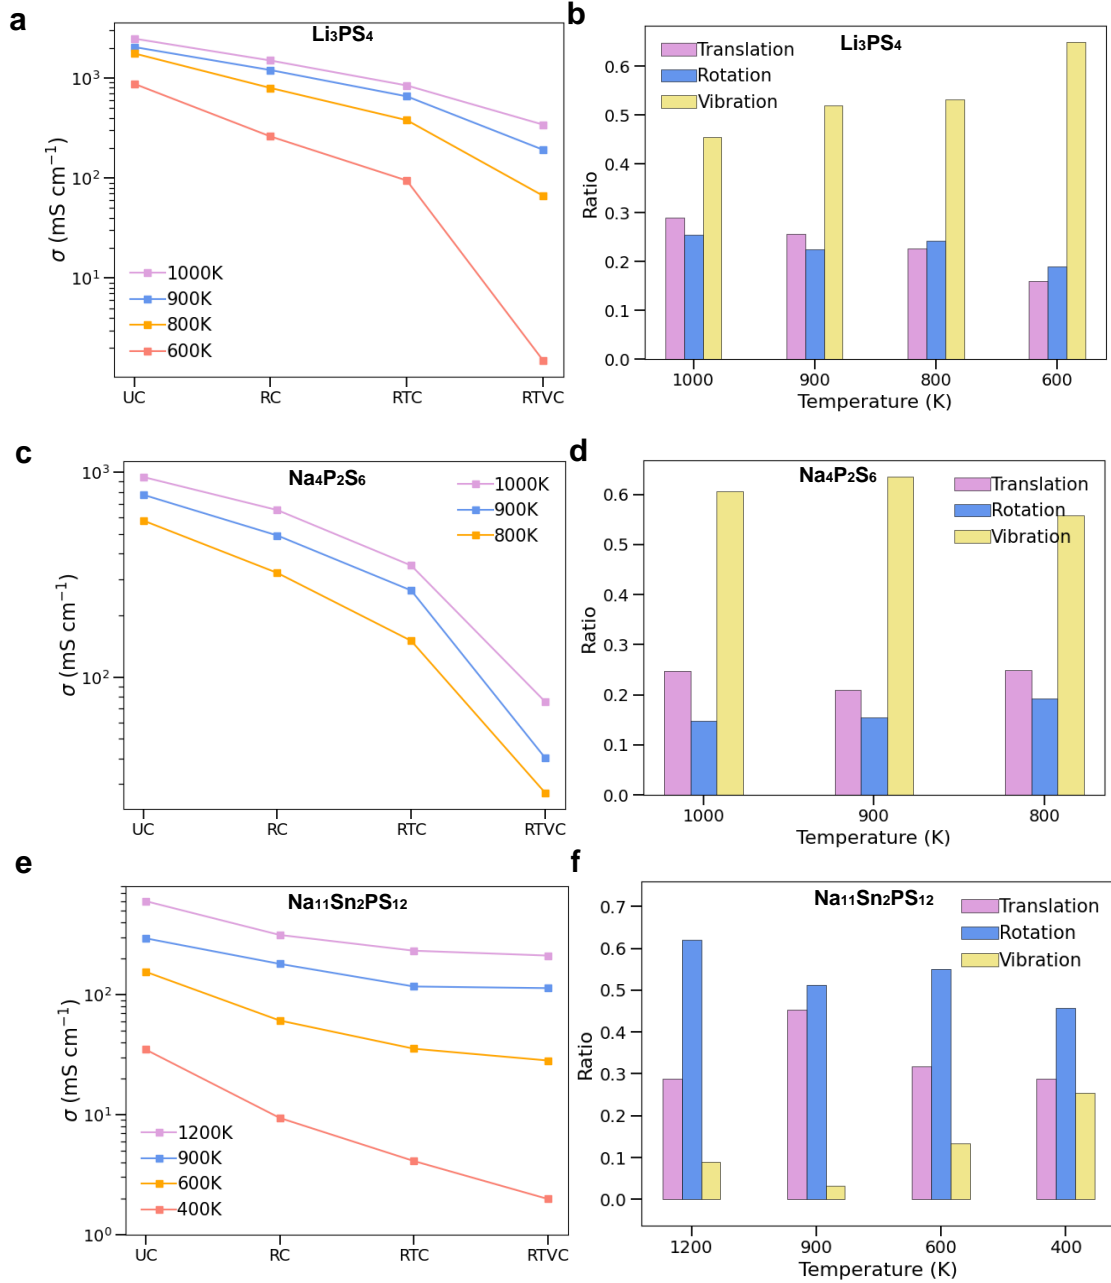 a
Li₃PS₄
10³
10²
10¹
σ (mS cm⁻¹)
1000K
900K
800K
600K
UC RC RTC RTVC
b
Li₃PS₄
Translation
Rotation
Vibration
0.6
0.5
0.4
0.3
0.2
0.1
0.0
Ratio
1000 900 800 600
Temperature (K)
c
Na₄P₂S₆
10³
10²
σ (mS cm⁻¹)
1000K
900K
800K
UC RC RTC RTVC
d
Na₄P₂S₆
Translation
Rotation
Vibration
0.6
0.5
0.4
0.3
0.2
0.1
0.0
Ratio
1000 900 800
Temperature (K)
e
Na₁₁Sn₂PS₁₂
10²
10¹
10⁰
σ (mS cm⁻¹)
1200K
900K
600K
400K
UC RC RTC RTVC
f
Na₁₁Sn₂PS₁₂
Translation
Rotation
Vibration
0.7
0.6
0.5
0.4
0.3
0.2
0.1
0.0
Ratio
1200 900 600 400
Temperature (K)